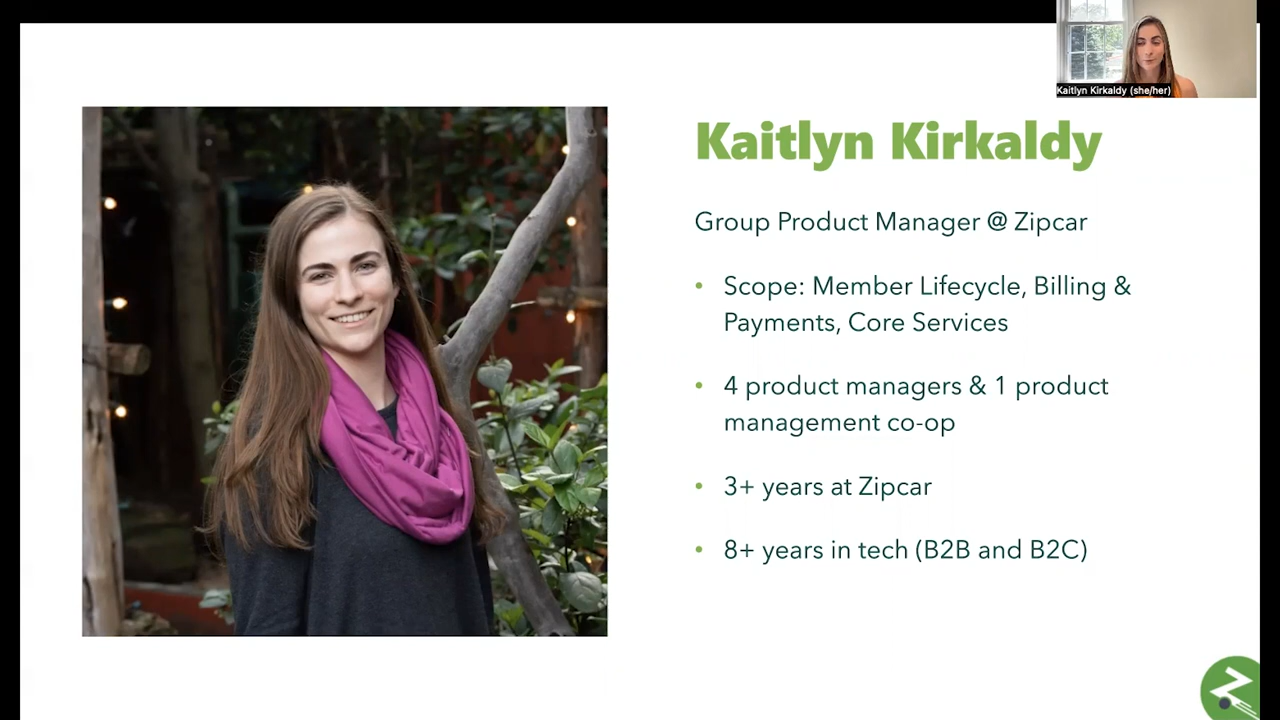 Kaitlyn Kirkaldy (she/her)
Kaitlyn Kirkaldy
Group Product Manager @ Zipcar
• Scope: Member Lifecycle, Billing &
Payments, Core Services
• 4 product managers & 1 product
management co-op
• 3+ years at Zipcar
• 8+ years in tech (B2B and B2C)